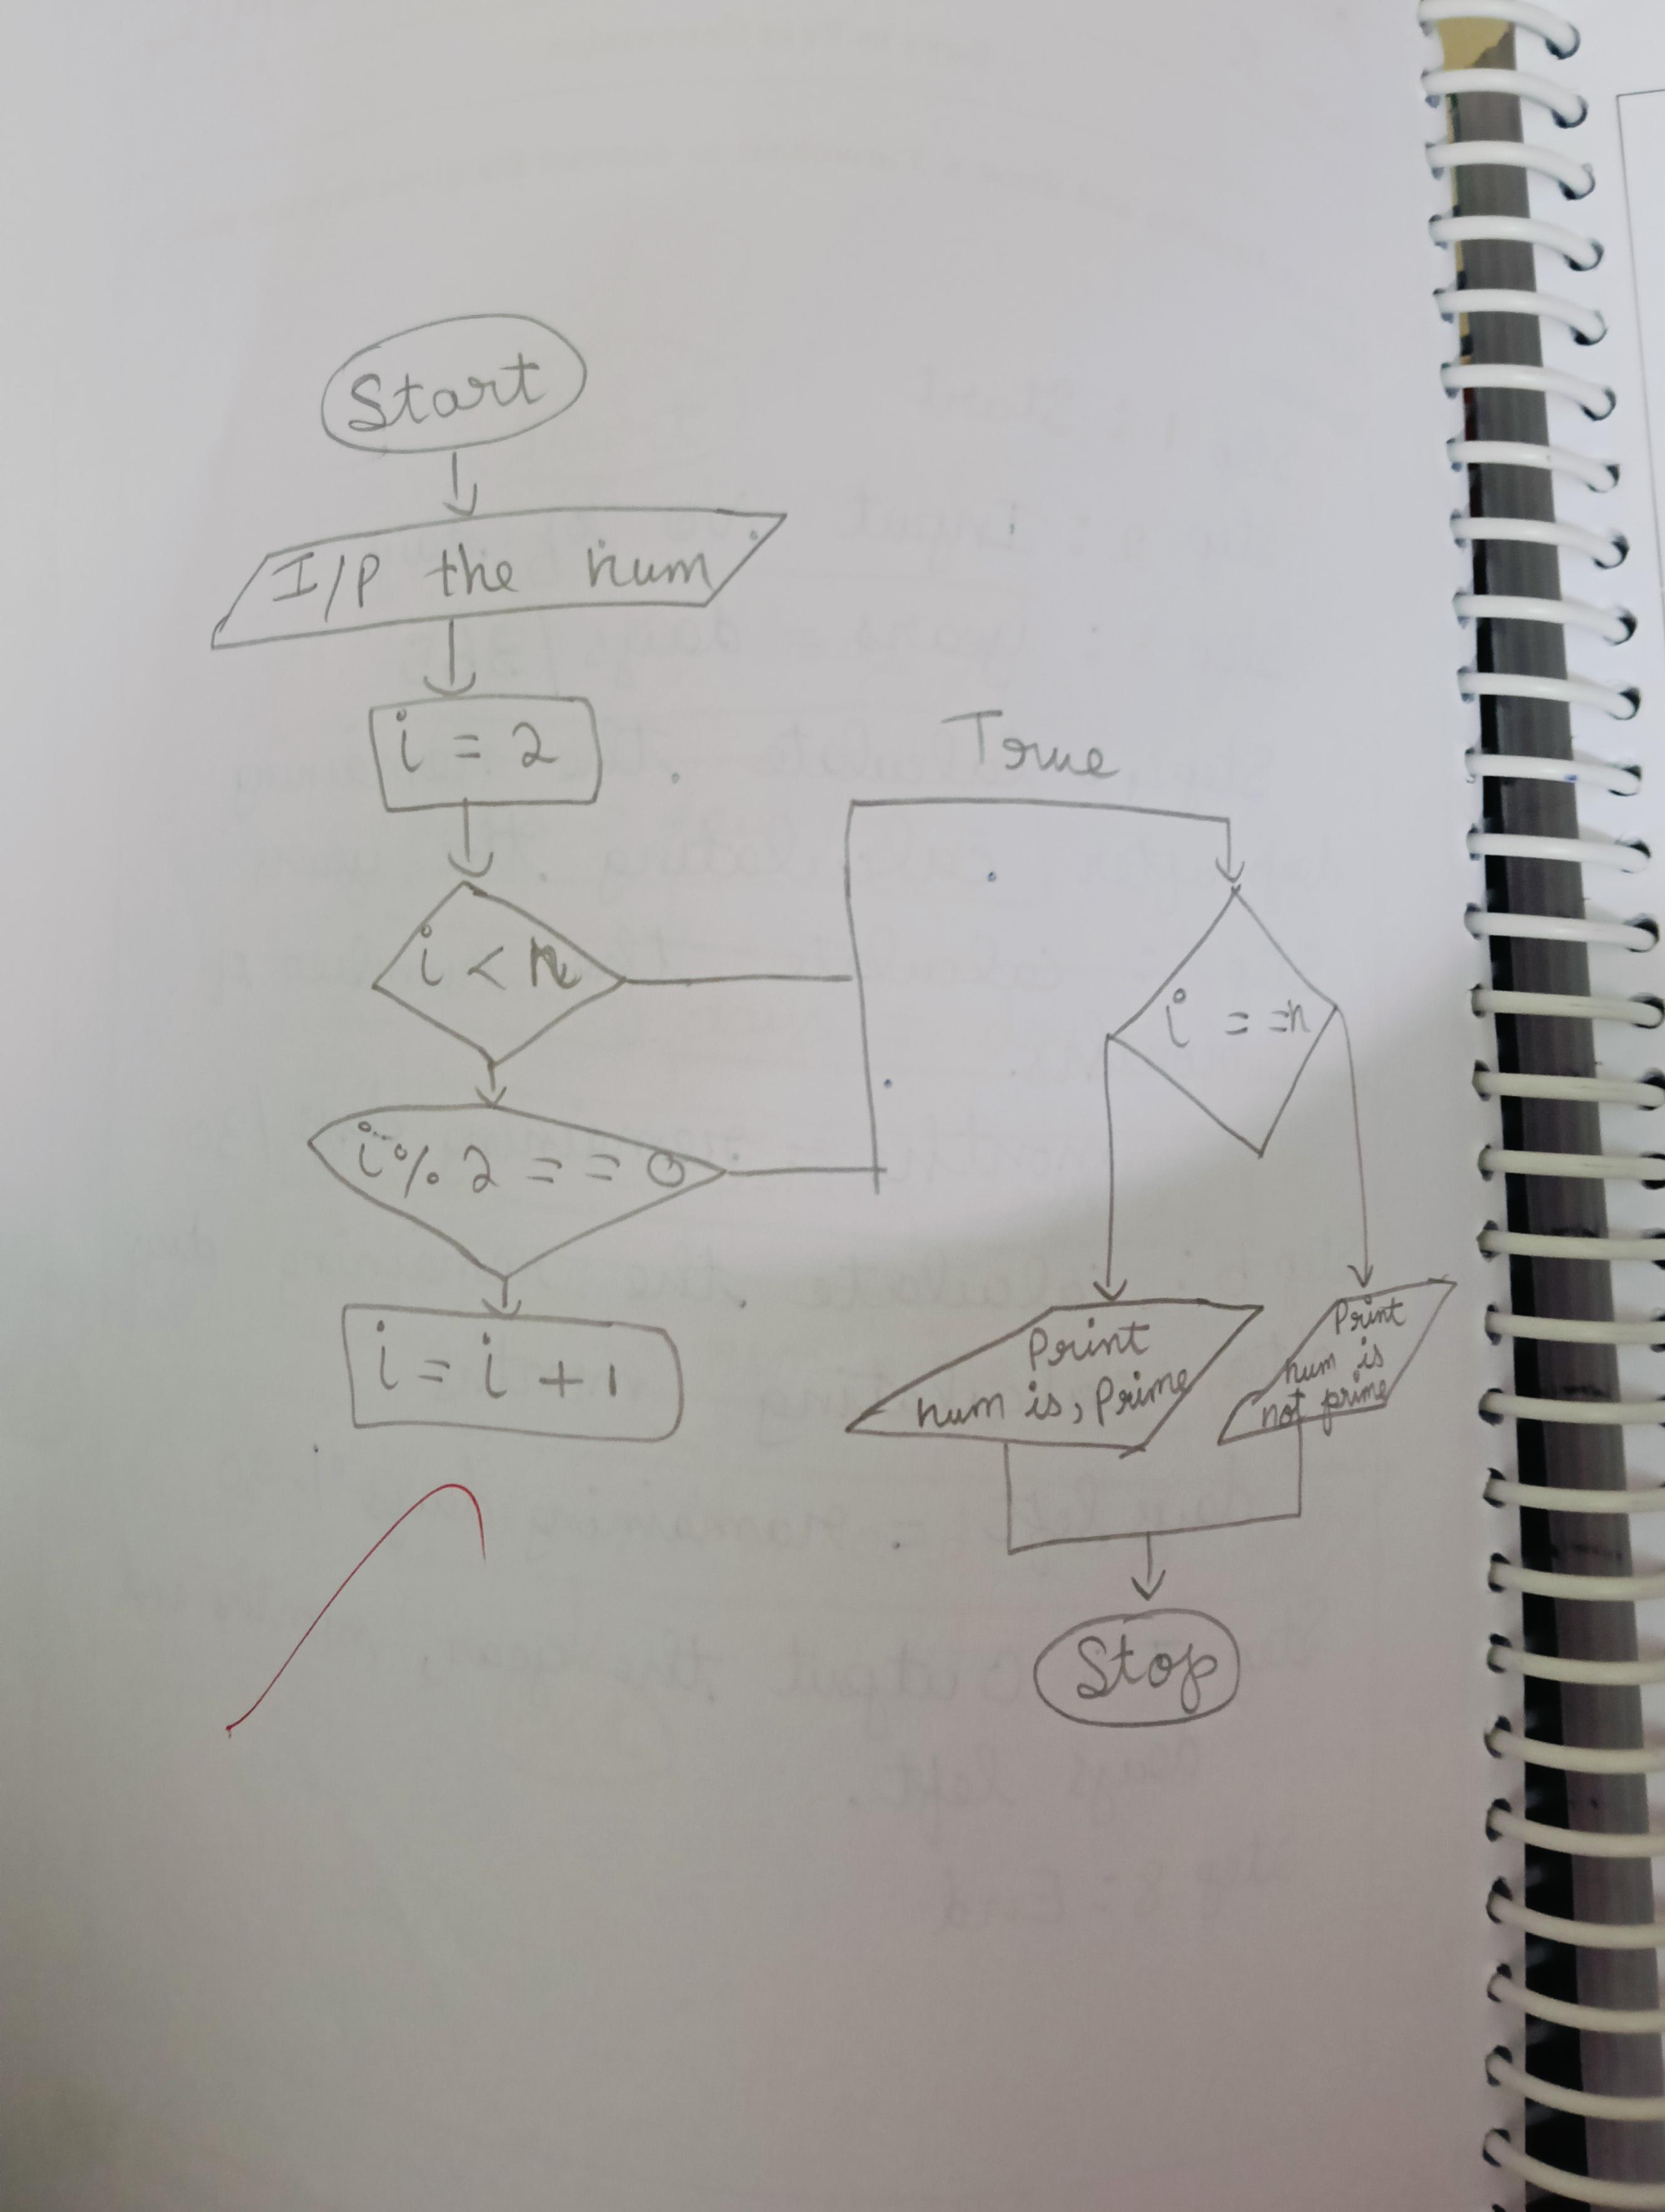 Start
I/P the num
i = 2
True
i < n
i == n
i % 2 == 0
i = i + 1
Print
num is, Prime
Print
num is
not prime
Stop